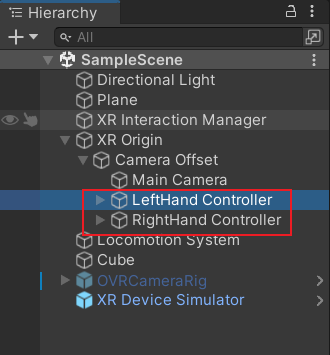 Hierarchy
All
SampleScene
Directional Light
Plane
XR Interaction Manager
XR Origin
Camera Offset
Main Camera
LeftHand Controller
RightHand Controller
Locomotion System
Cube
OVRCameraRig
XR Device Simulator